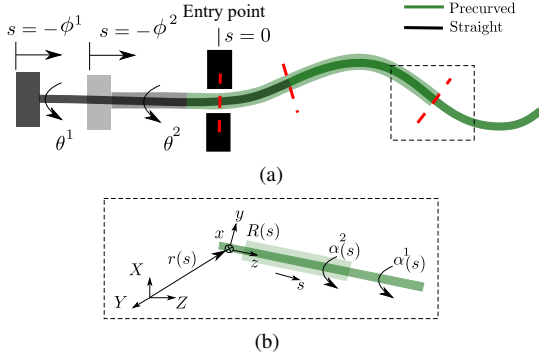 Entry point
s = −ϕ¹
s = −ϕ²
s = 0
Precurved
Straight
θ¹
θ²
(a)
x
y
R(s)
z
r(s)
s
α²(s)
α¹(s)
X
Y
Z
(b)